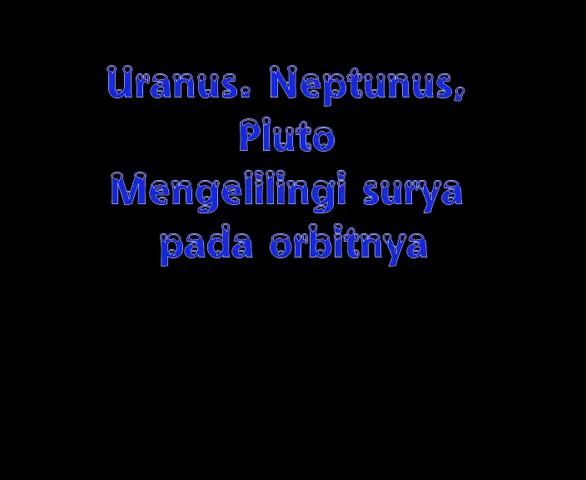 Uranus. Neptunus,
Pluto
Mengelilingi surya
pada orbitnya